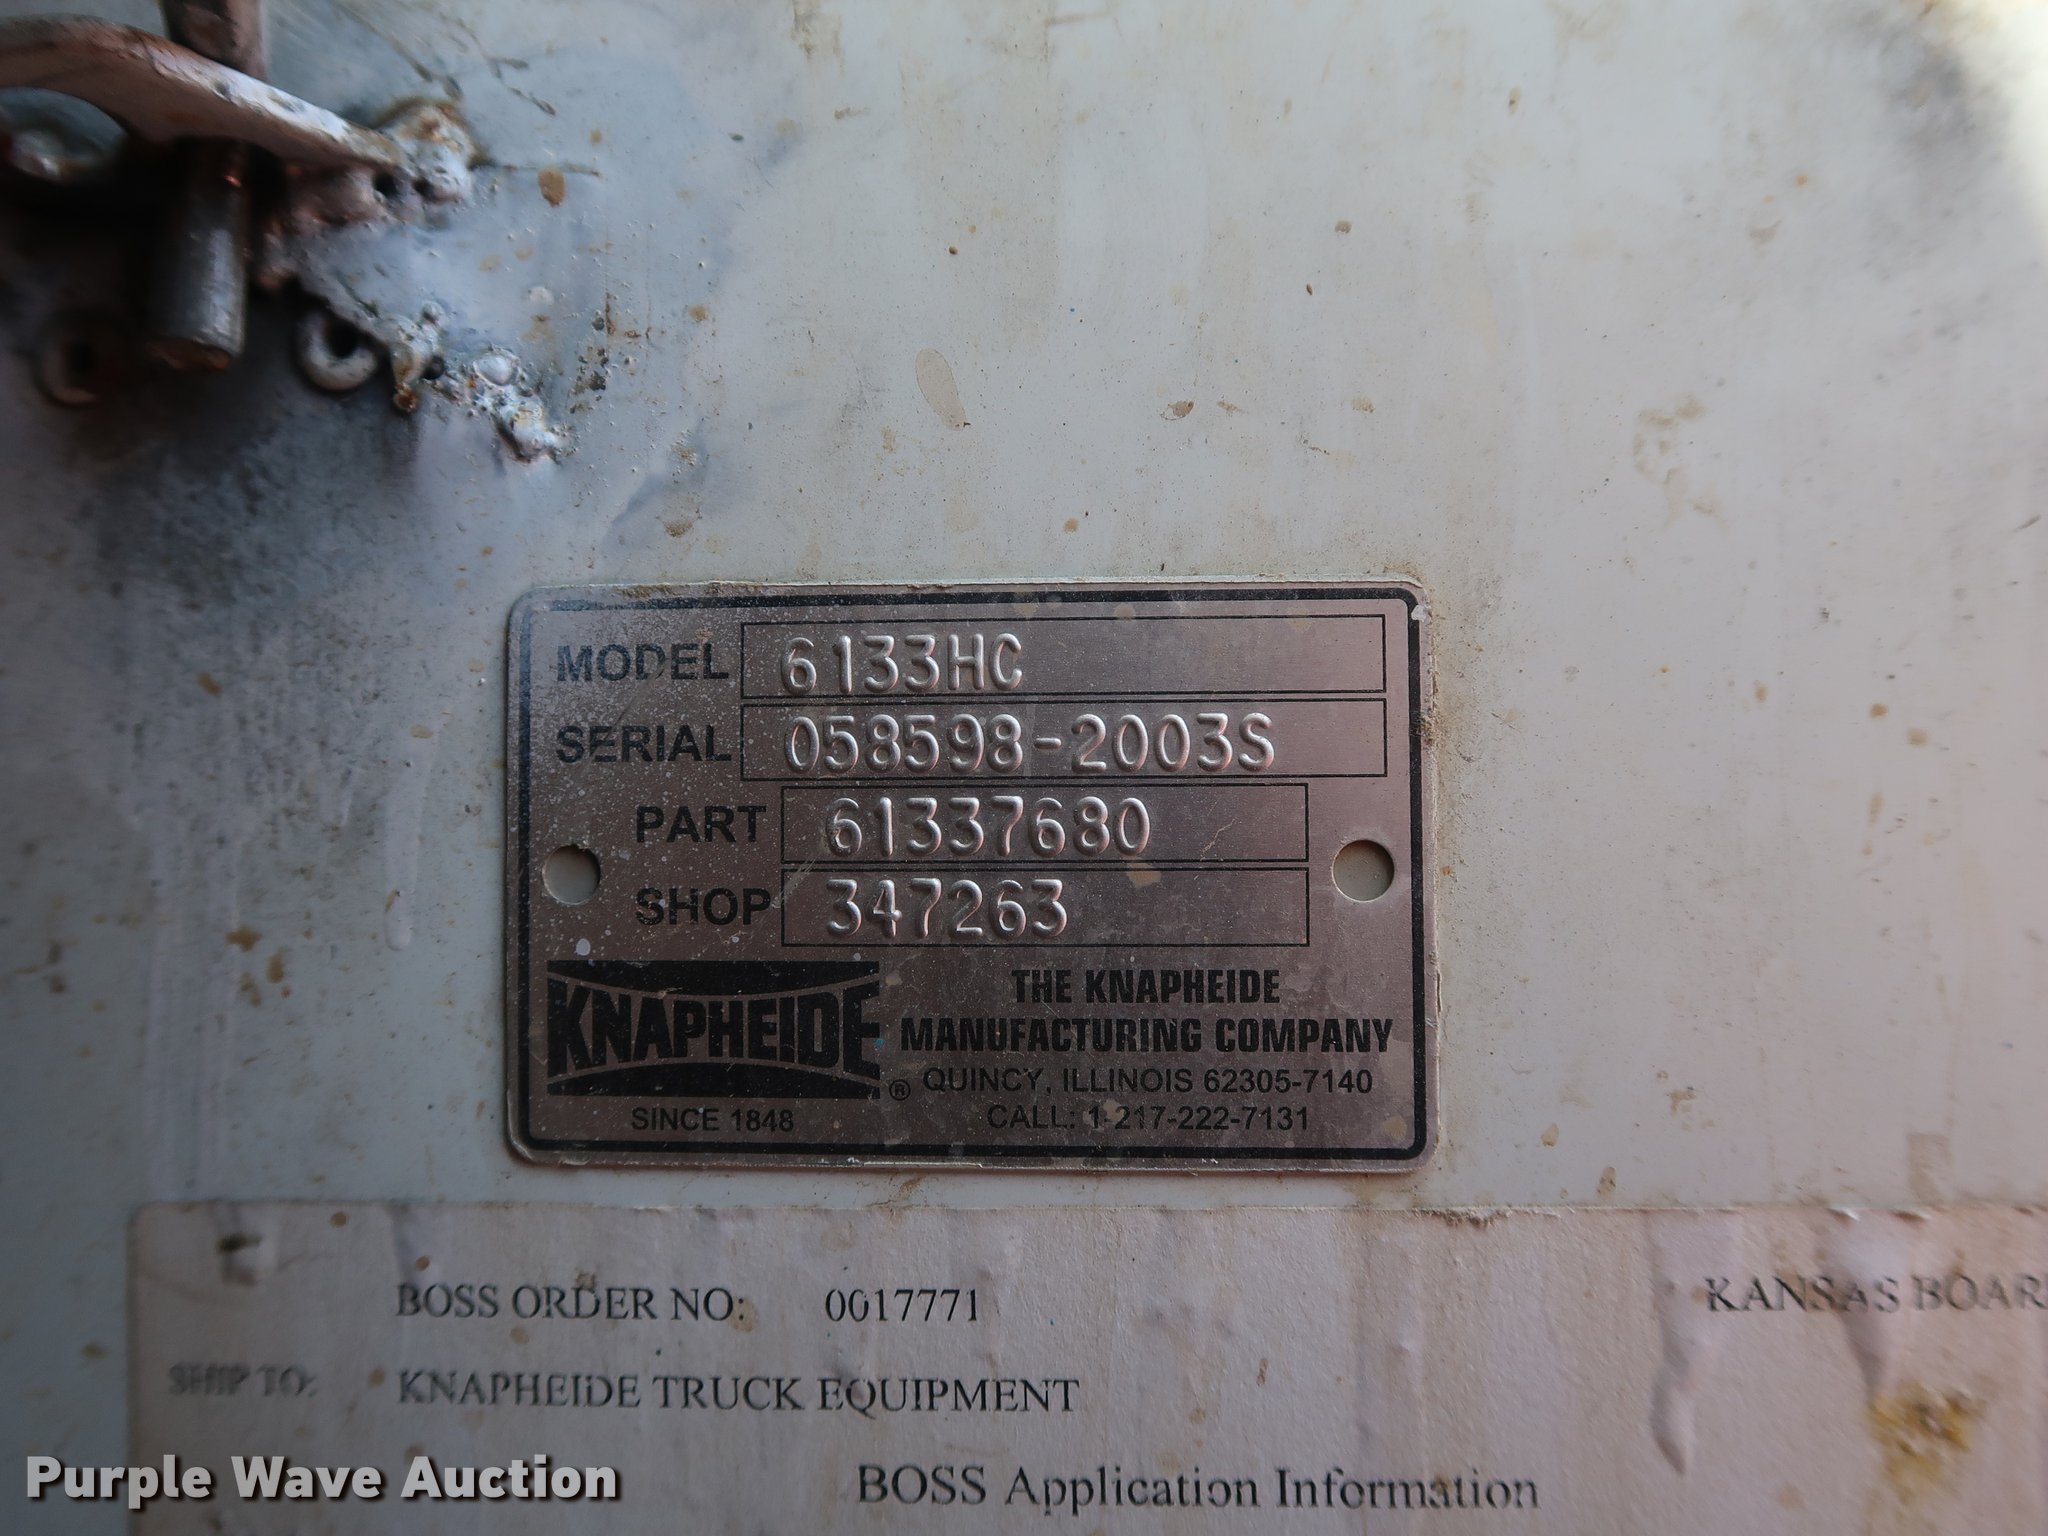 MODEL 6133HC
SERIAL 058598-2003S
PART 61337680
SHOP 347263
KNAPHEIDE ®
SINCE 1848
THE KNAPHEIDE
MANUFACTURING COMPANY
QUINCY, ILLINOIS 62305-7140
CALL: 1-217-222-7131
BOSS ORDER NO: 0017771 KANSAS BOAR
SHIP TO: KNAPHEIDE TRUCK EQUIPMENT
BOSS Application Information
Purple Wave Auction